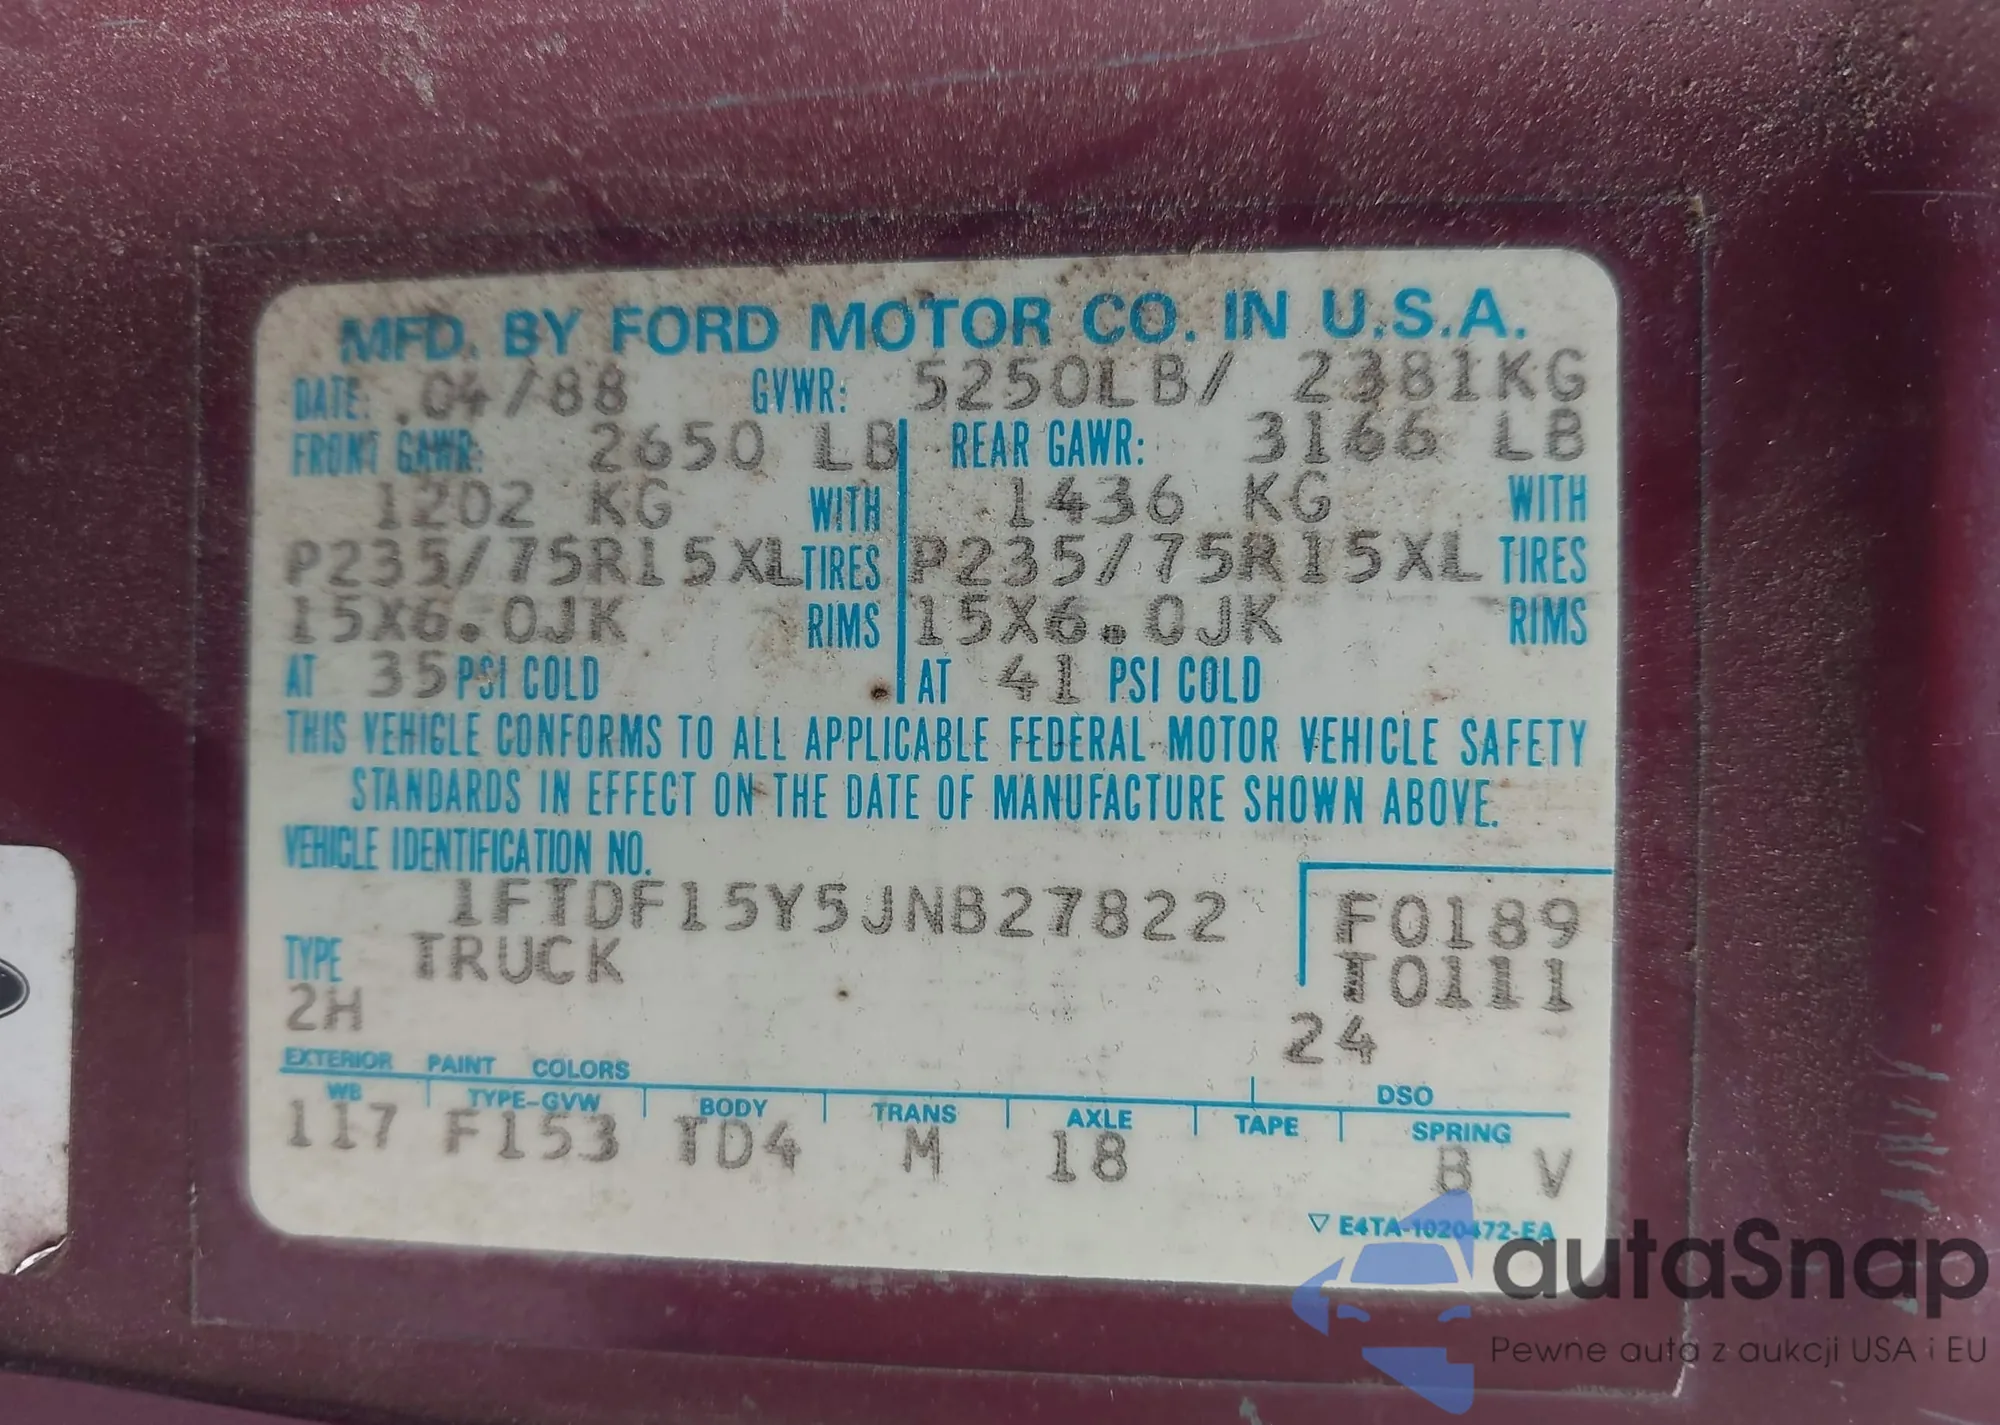 MFD. BY FORD MOTOR CO. IN U.S.A.
DATE: .04/88 GVWR: 5250LB/ 2381KG
FRONT GAWR: 2650 LB REAR GAWR: 3166 LB
1202 KG WITH 1436 KG WITH
P235/75R15XL TIRES P235/75R15XL TIRES
15X6.0JK RIMS 15X6.0JK RIMS
AT 35 PSI COLD AT 41 PSI COLD
THIS VEHICLE CONFORMS TO ALL APPLICABLE FEDERAL MOTOR VEHICLE SAFETY
STANDARDS IN EFFECT ON THE DATE OF MANUFACTURE SHOWN ABOVE.
VEHICLE IDENTIFICATION NO.
1FTDF15Y5JNB27822 F0189
TYPE TRUCK T0111
2H 24
EXTERIOR PAINT COLORS DSO
WB TYPE-GVW BODY TRANS AXLE TAPE SPRING
117 F153 TD4 M 18 B V
▽ E4TA-1020472-EA
autaSnap
Pewne auta z aukcji USA i EU